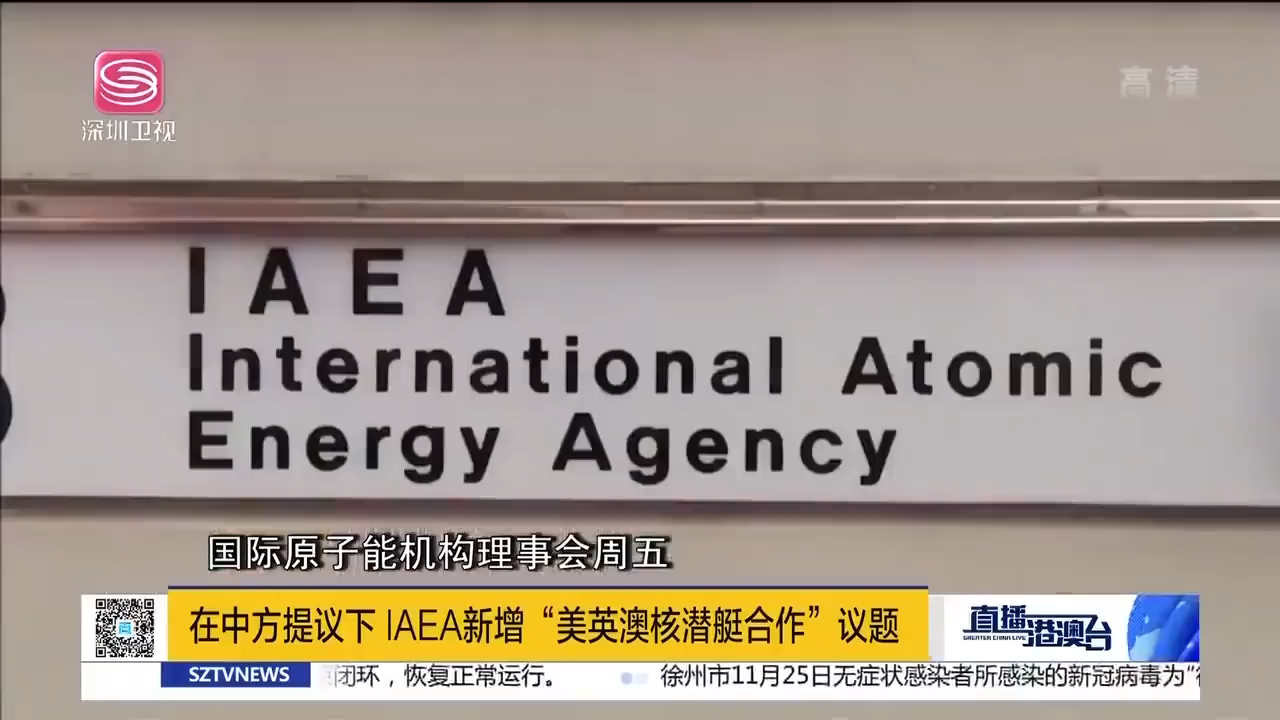 高清
深圳卫视
IAEA
International Atomic
Energy Agency
国际原子能机构理事会周五
在中方提议下 IAEA新增“美英澳核潜艇合作”议题
直播港澳台
GREATER CHINA LIVE
SZTVNEWS
闭环，恢复正常运行。
徐州市11月25日无症状感染者所感染的新冠病毒为“